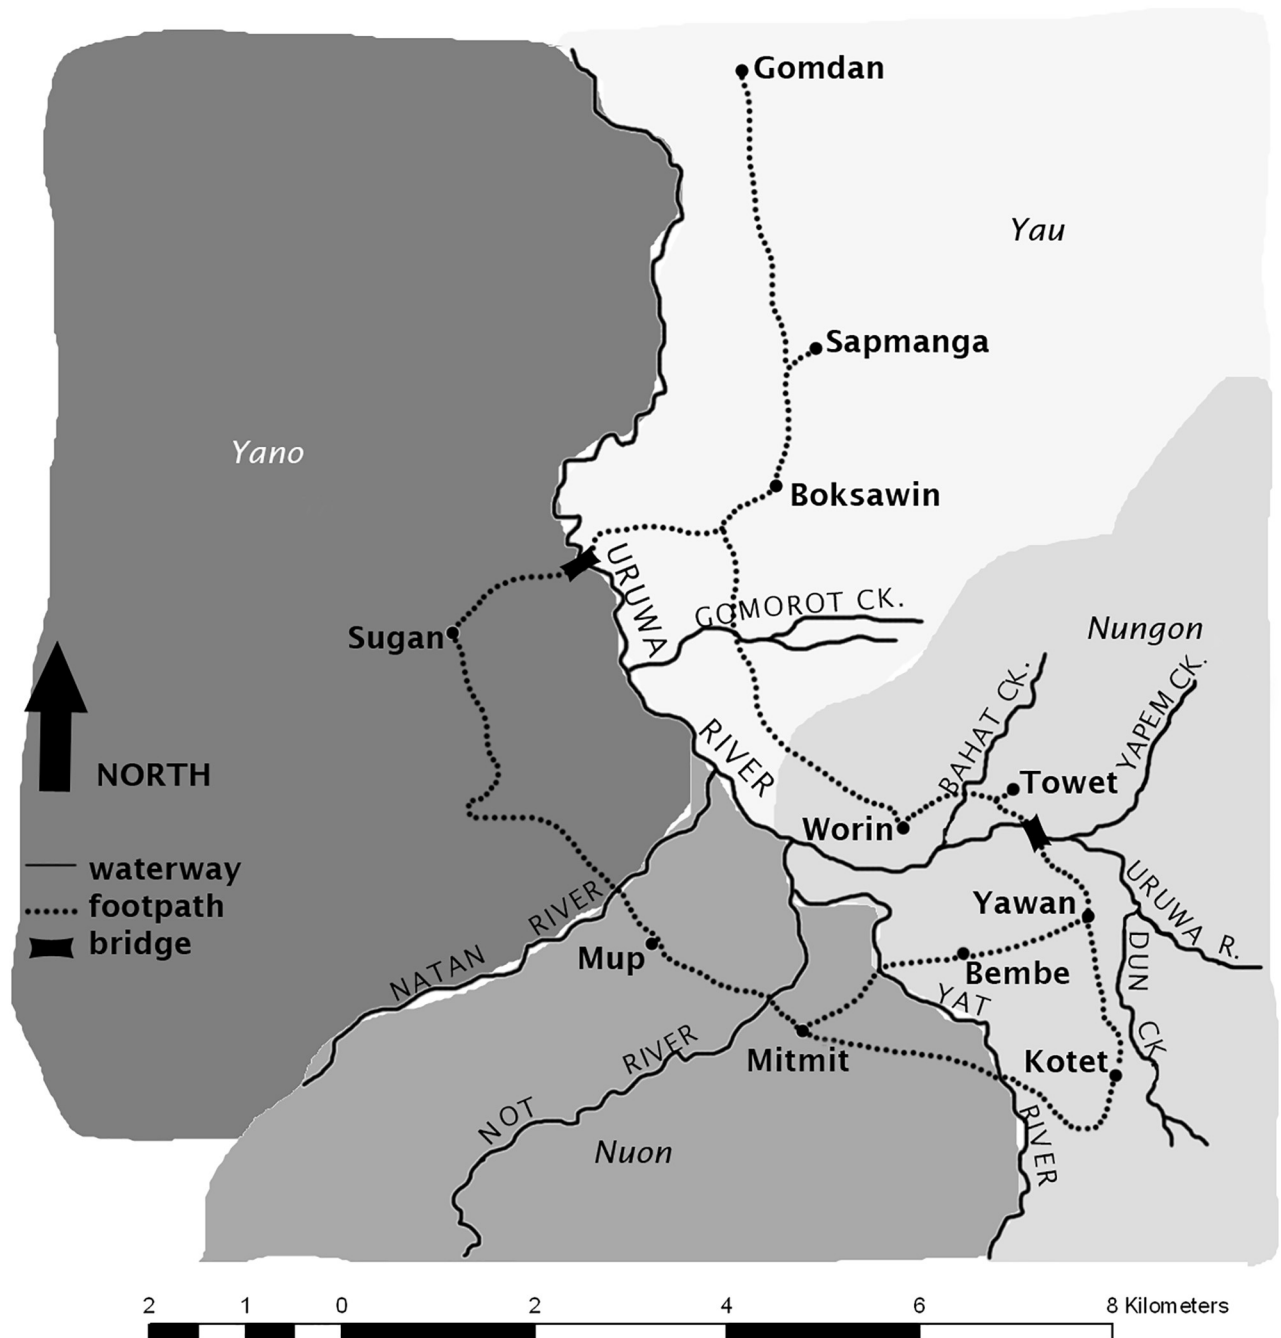 Gomdan
Yau
Sapmanga
Yano
Boksawin
URUWA
GOMOROT CK.
Sugan
Nungon
BAHAT CK.
YAPEM CK.
RIVER
NORTH
Towet
Worin
waterway
footpath
bridge
URUWA R.
Yawan
NATAN RIVER
Mup
Bembe
DUN CK
YAT RIVER
Mitmit
Kotet
NOT RIVER
Nuon
2 1 0 2 4 6 8 Kilometers